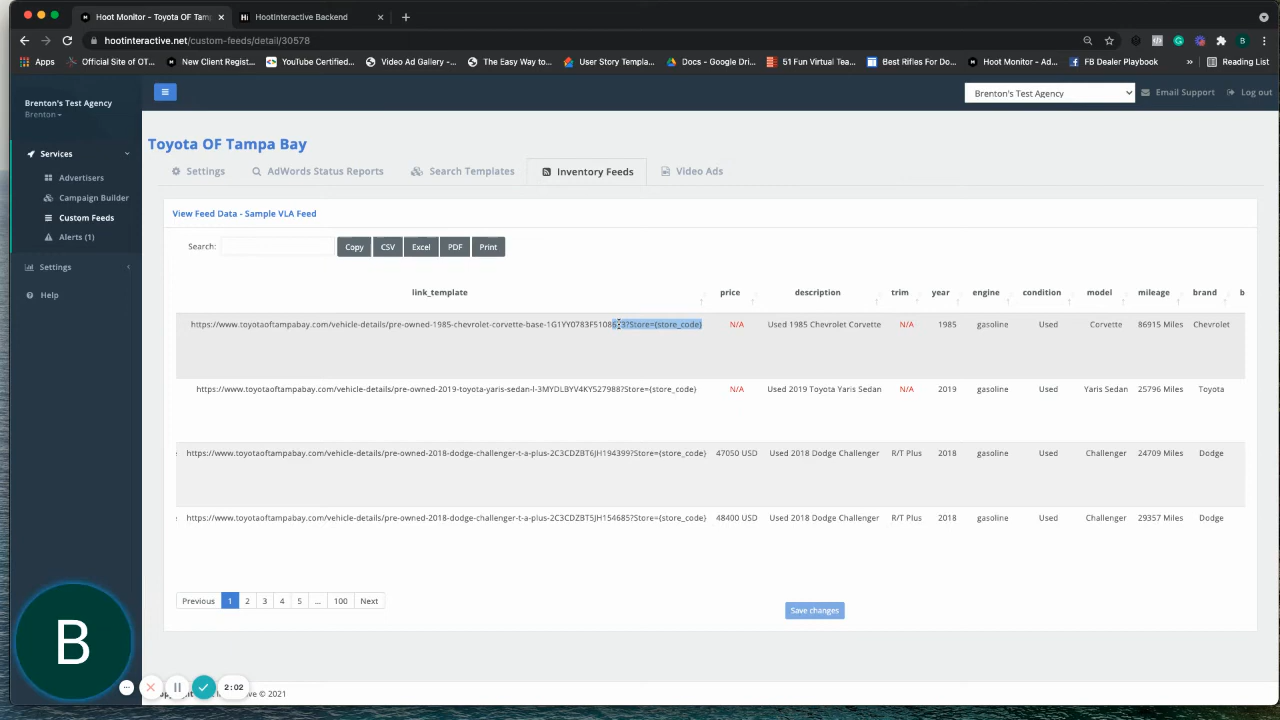 Hoot Monitor - Toyota OF Tam
HootInteractive Backend
hootinteractive.net/custom-feeds/detail/30578
B
Apps
Official Site of OT...
New Client Registr...
YouTube Certified...
Video Ad Gallery -...
The Easy Way to...
User Story Templa...
Docs - Google Dri...
51 Fun Virtual Tea...
Best Rifles For Do...
Hoot Monitor - Ad...
FB Dealer Playbook
»
Reading List
Brenton's Test Agency
Brenton
Brenton's Test Agency
Email Support
Log out
Services
Advertisers
Campaign Builder
Custom Feeds
Alerts (1)
Settings
Help
Toyota OF Tampa Bay
Settings
AdWords Status Reports
Search Templates
Inventory Feeds
Video Ads
View Feed Data - Sample VLA Feed
Search:
Copy
CSV
Excel
PDF
Print
link_template price description trim year engine condition model mileage brand b
https://www.toyotaoftampabay.com/vehicle-details/pre-owned-1985-chevrolet-corvette-base-1G1YY0783F5108 3?Store={store_code} N/A Used 1985 Chevrolet Corvette N/A 1985 gasoline Used Corvette 86915 Miles Chevrolet
https://www.toyotaoftampabay.com/vehicle-details/pre-owned-2019-toyota-yaris-sedan-l-3MYDLBYV4KY527988?Store={store_code} N/A Used 2019 Toyota Yaris Sedan N/A 2019 gasoline Used Yaris Sedan 25796 Miles Toyota
https://www.toyotaoftampabay.com/vehicle-details/pre-owned-2018-dodge-challenger-t-a-plus-2C3CDZBT6JH194399?Store={store_code} 47050 USD Used 2018 Dodge Challenger R/T Plus 2018 gasoline Used Challenger 24709 Miles Dodge
https://www.toyotaoftampabay.com/vehicle-details/pre-owned-2018-dodge-challenger-t-a-plus-2C3CDZBT5JH154685?Store={store_code} 48400 USD Used 2018 Dodge Challenger R/T Plus 2018 gasoline Used Challenger 29357 Miles Dodge
Previous 1 2 3 4 5 ... 100 Next
Save changes
B
2:02
© 2021